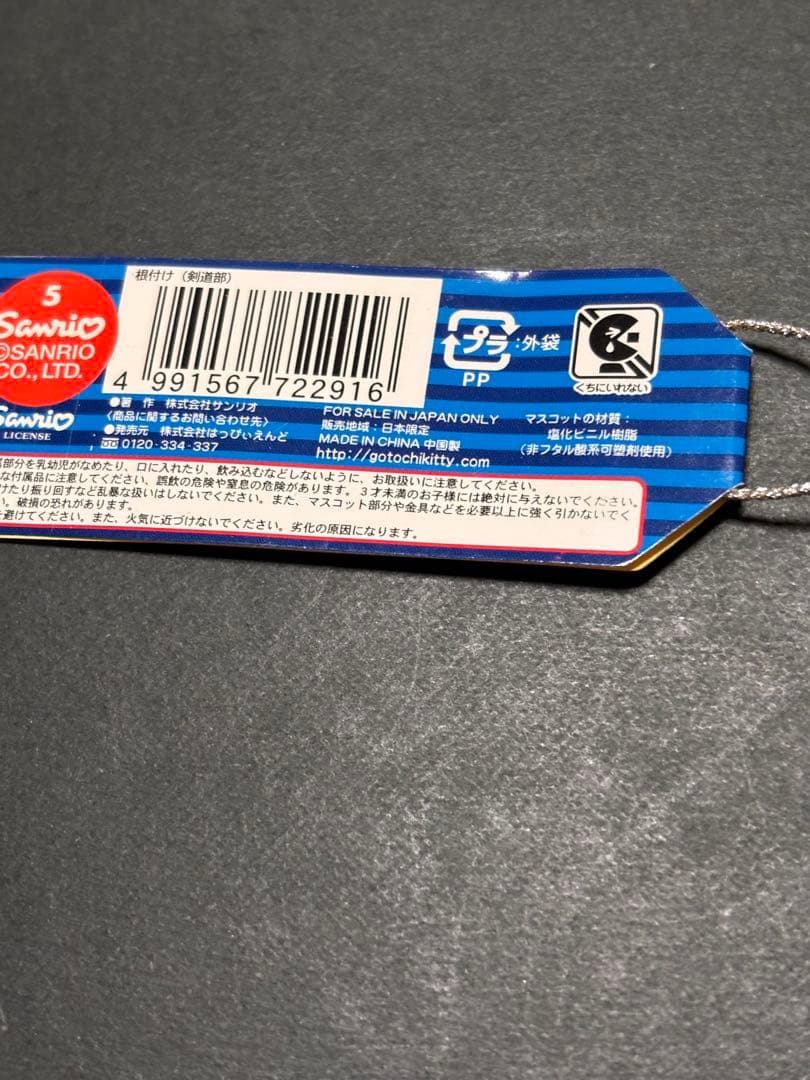 5
Sanrio
©SANRIO
CO., LTD.
Sanrio
LICENSE
根付け（剣道部）
4 991567 722916
プラ:外袋
PP
くちにいれない
●著 作 株式会社サンリオ
〈商品に関するお問い合わせ先〉
●発売元 株式会社はっぴぃえんど
0120-334-337
FOR SALE IN JAPAN ONLY
販売地域：日本限定
MADE IN CHINA 中国製
http://gotochikitty.com
マスコットの材質：
塩化ビニル樹脂
（非フタル酸系可塑剤使用）
部分を乳幼児がなめたり、口に入れたり、飲み込むなどしないように、お取扱いに注意してください。
な付属品に注意してください、誤飲の危険や窒息の危険があります。３才未満のお子様には絶対に与えないでください。
けたり振り回すなど乱暴な扱いはしないでください。また、マスコット部分や金具などを必要以上に強く引かないでく
い。破損の恐れがあります。
を避けてください。また、火気に近づけないでください。劣化の原因になります。